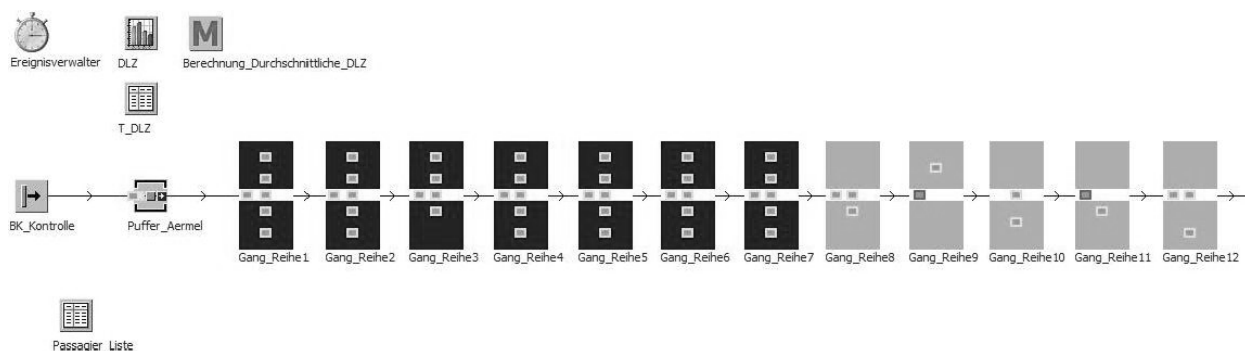 Ereignisverwalter
DLZ
Berechnung_Durchschnittliche_DLZ
M
T_DLZ
BK_Kontrolle
Puffer_Aermel
Gang_Reihe1
Gang_Reihe2
Gang_Reihe3
Gang_Reihe4
Gang_Reihe5
Gang_Reihe6
Gang_Reihe7
Gang_Reihe8
Gang_Reihe9
Gang_Reihe10
Gang_Reihe11
Gang_Reihe12
Passagier_Liste